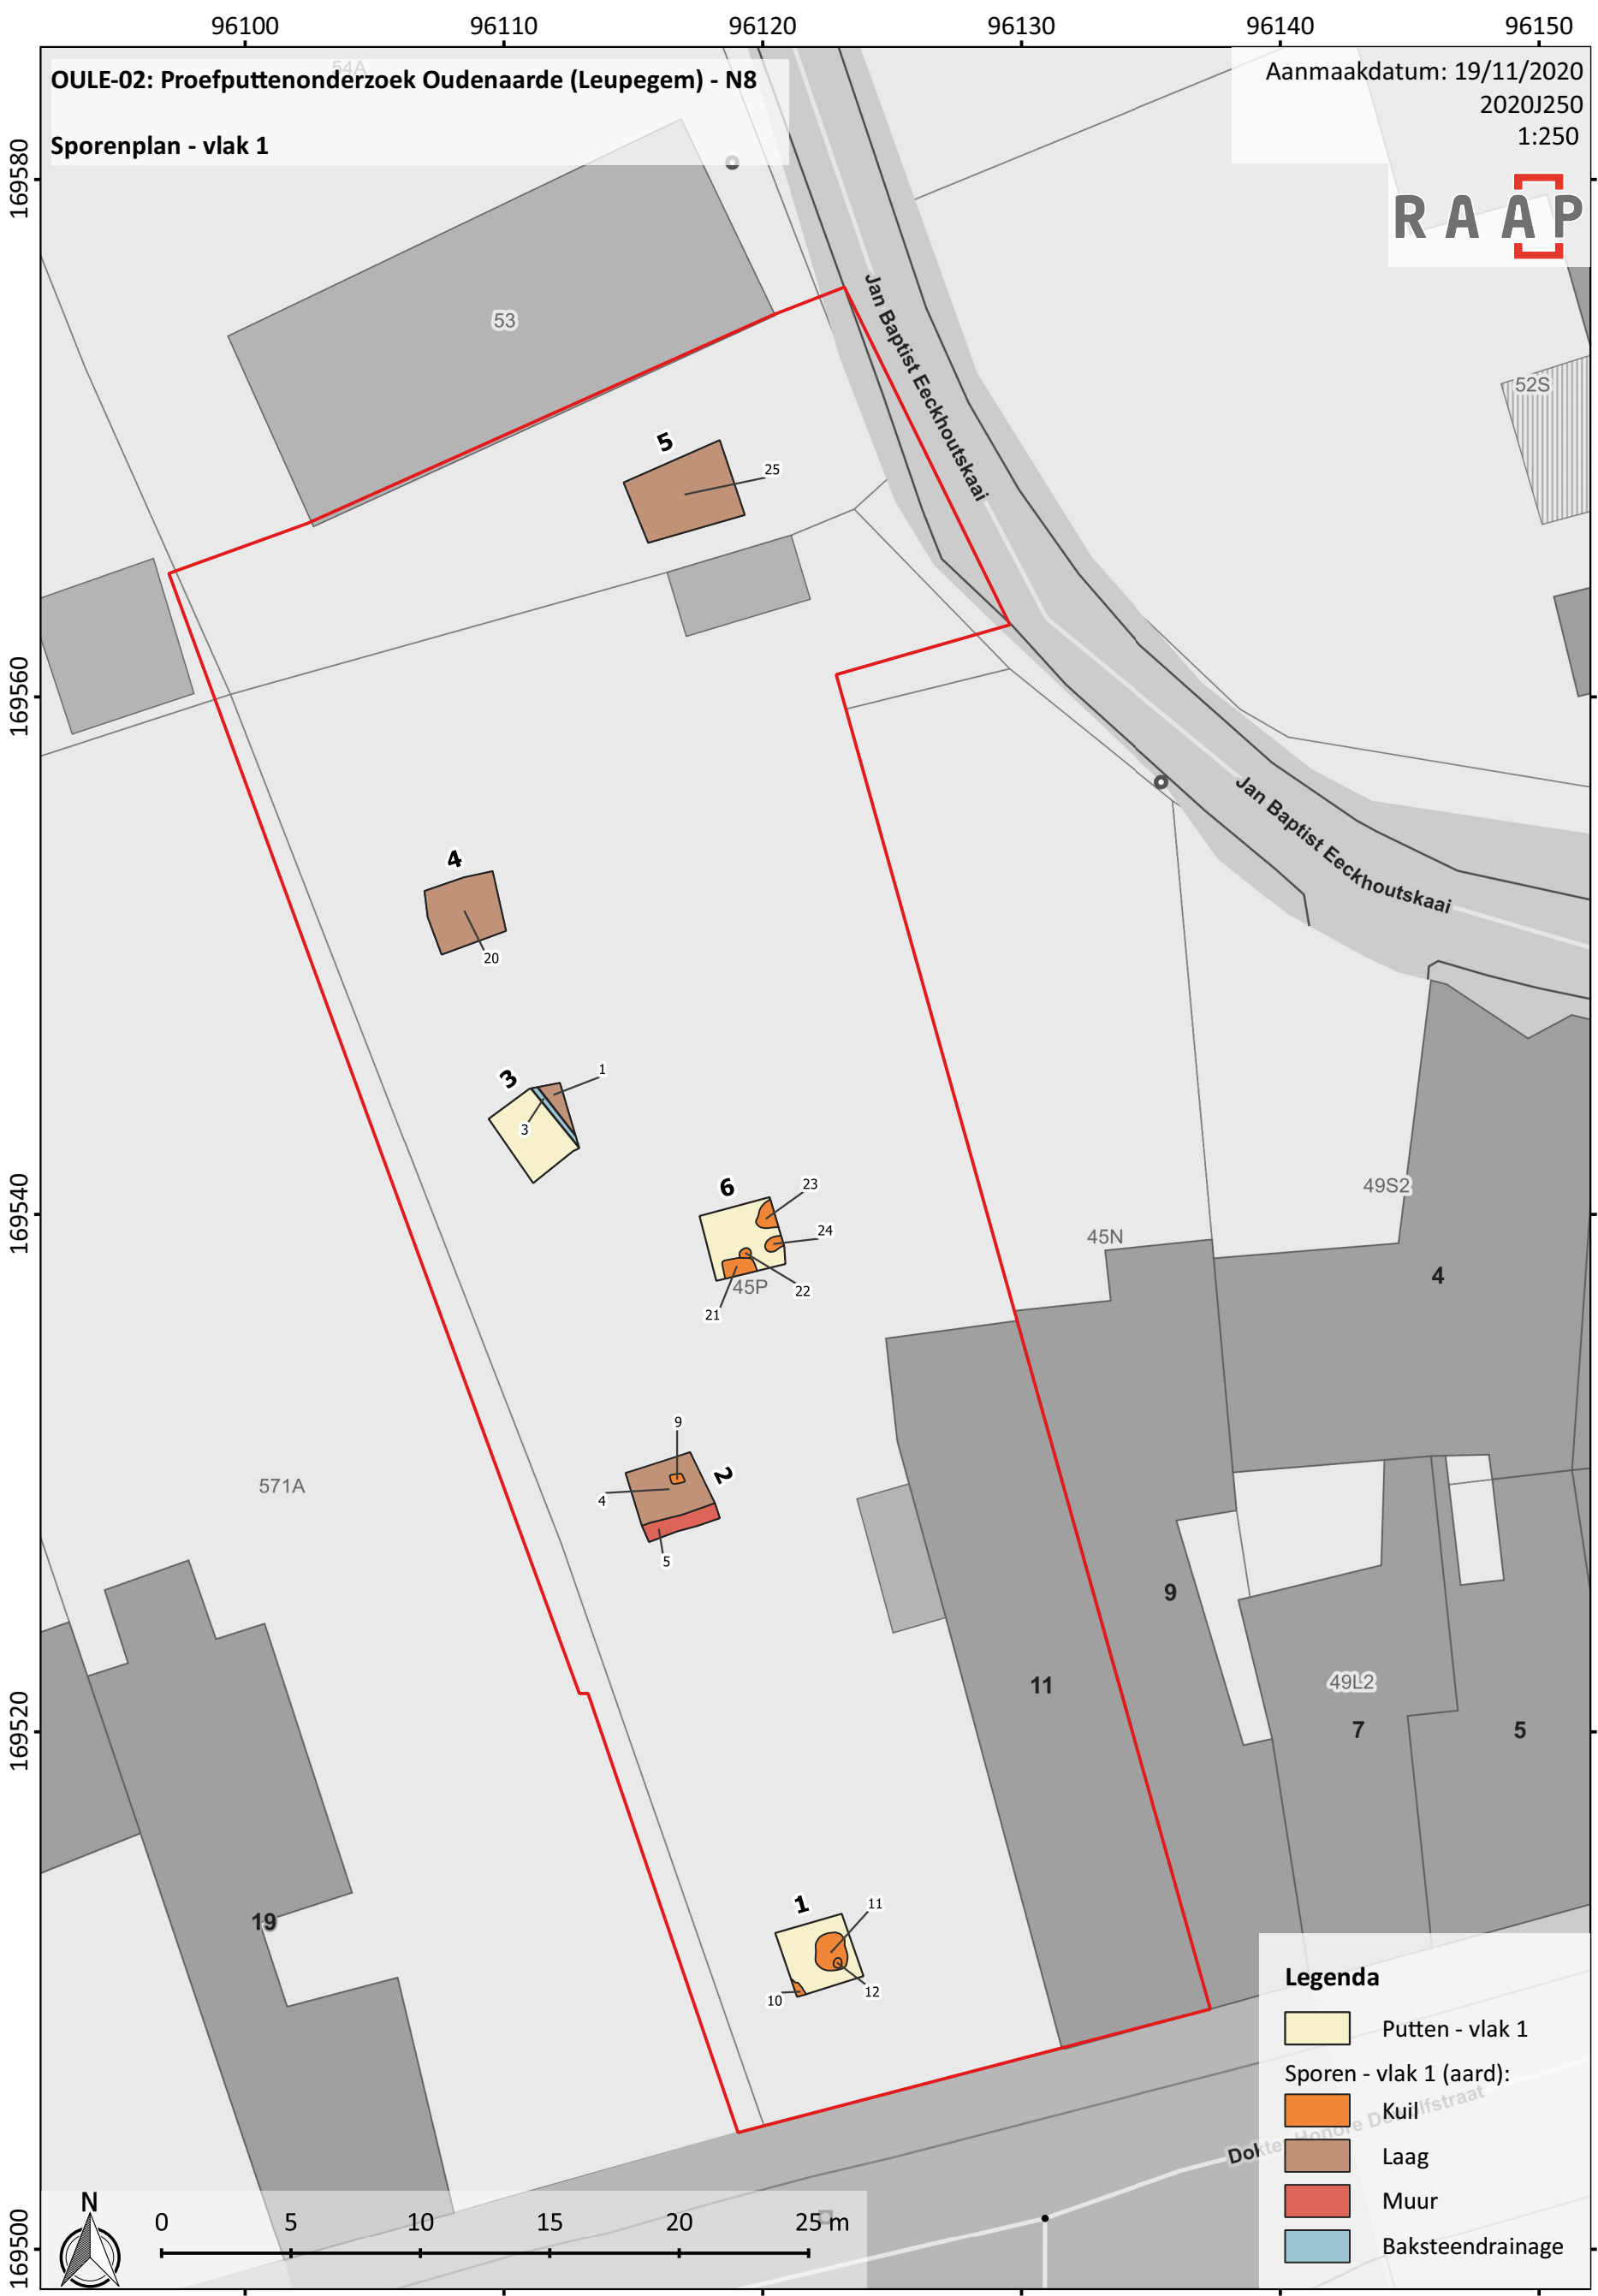 96100 96110 96120 96130 96140 96150
54A
OULE-02: Proefputtenonderzoek Oudenaarde (Leupegem) - N8
Sporenplan - vlak 1
Aanmaakdatum: 19/11/2020
2020J250
1:250
RAAP
169580
53
Jan Baptist Eeckhoutskaai
52S
5
25
169560
Jan Baptist Eeckhoutskaai
4
20
3
1
3
169540
6
23
24
22
21
45P
45N
49S2
4
9
2
4
5
571A
9
11
49L2
7
5
169520
19
1
11
10
12
Legenda
Putten - vlak 1
Sporen - vlak 1 (aard):
Kuil
Laag
Muur
Baksteendrainage
169500
N
0 5 10 15 20 25 m